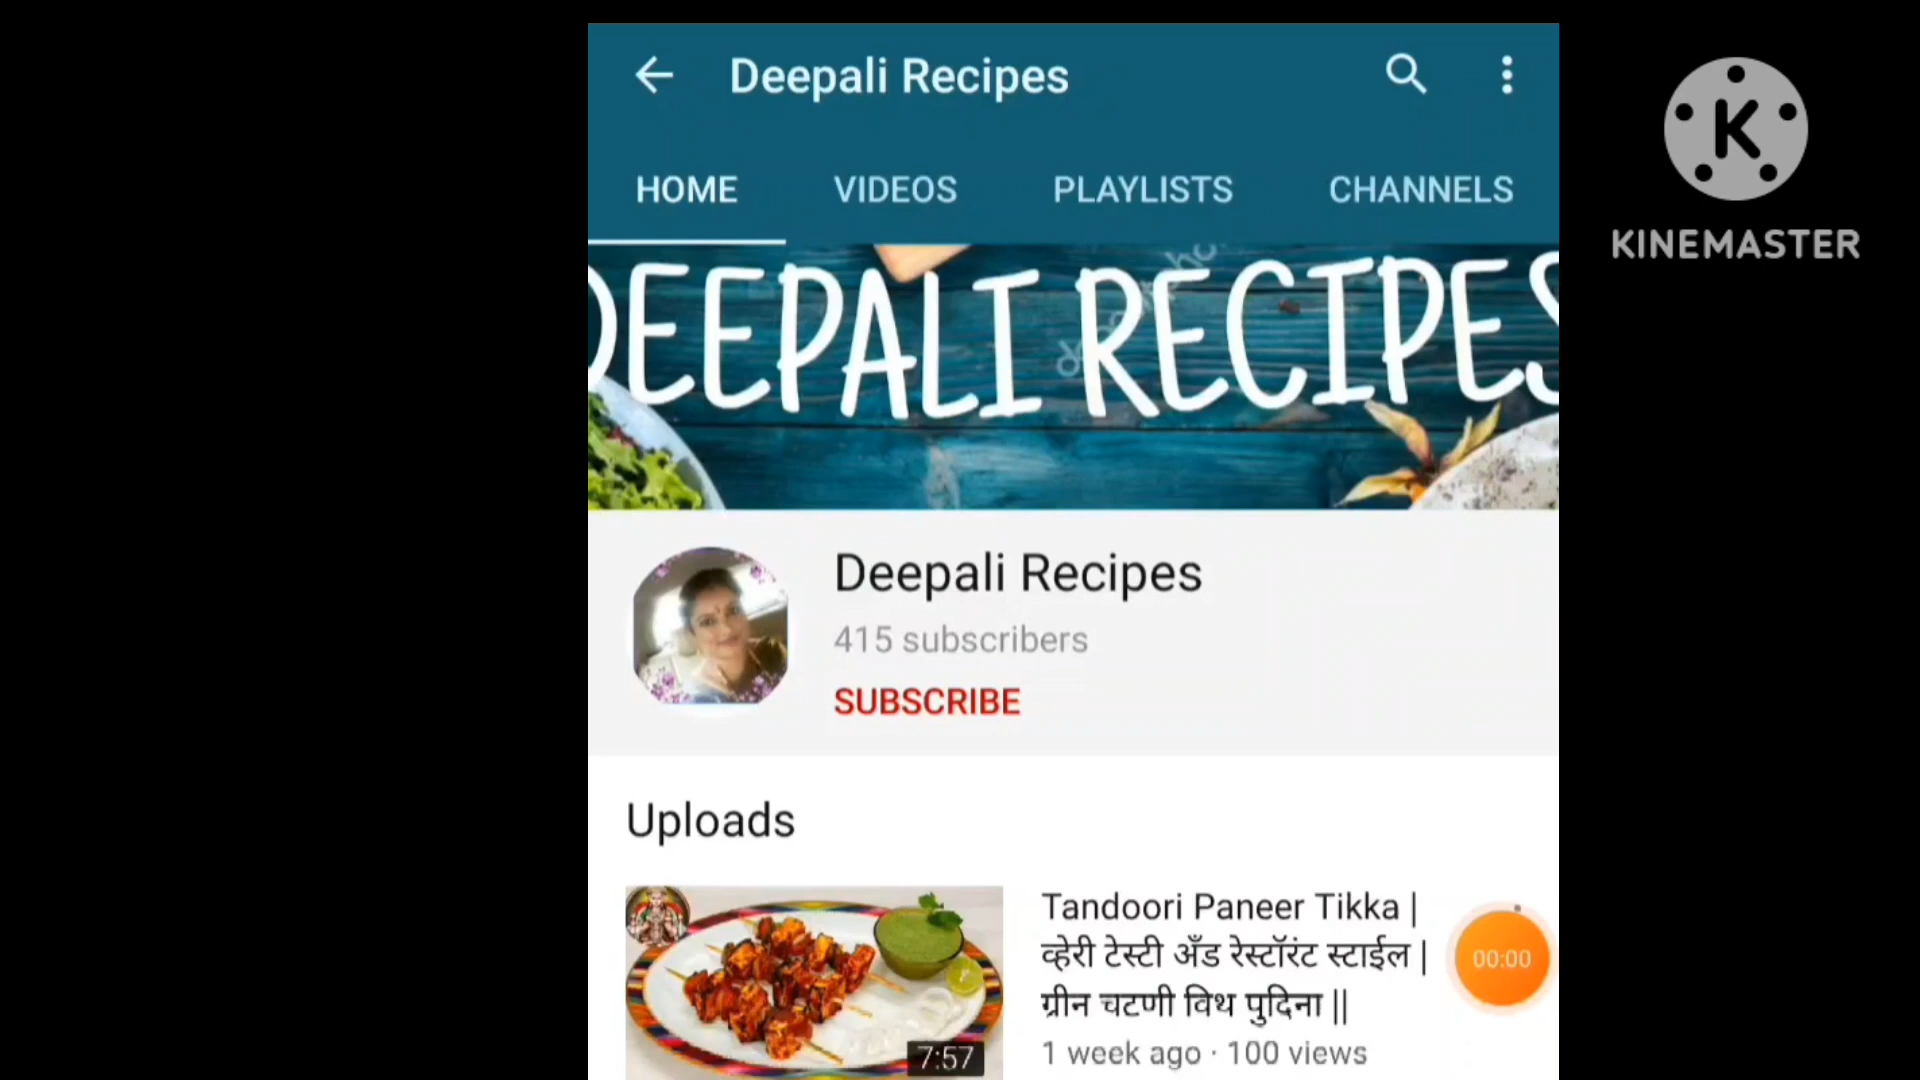 Deepali Recipes
HOME VIDEOS PLAYLISTS CHANNELS
DEEPALI RECIPES
Deepali Recipes
415 subscribers
SUBSCRIBE
Uploads
Tandoori Paneer Tikka |
व्हेरी टेस्टी अँड रेस्टॉरंट स्टाईल |
ग्रीन चटणी विथ पुदिना ||
1 week ago · 100 views
7:57
00:00
K
KINEMASTER